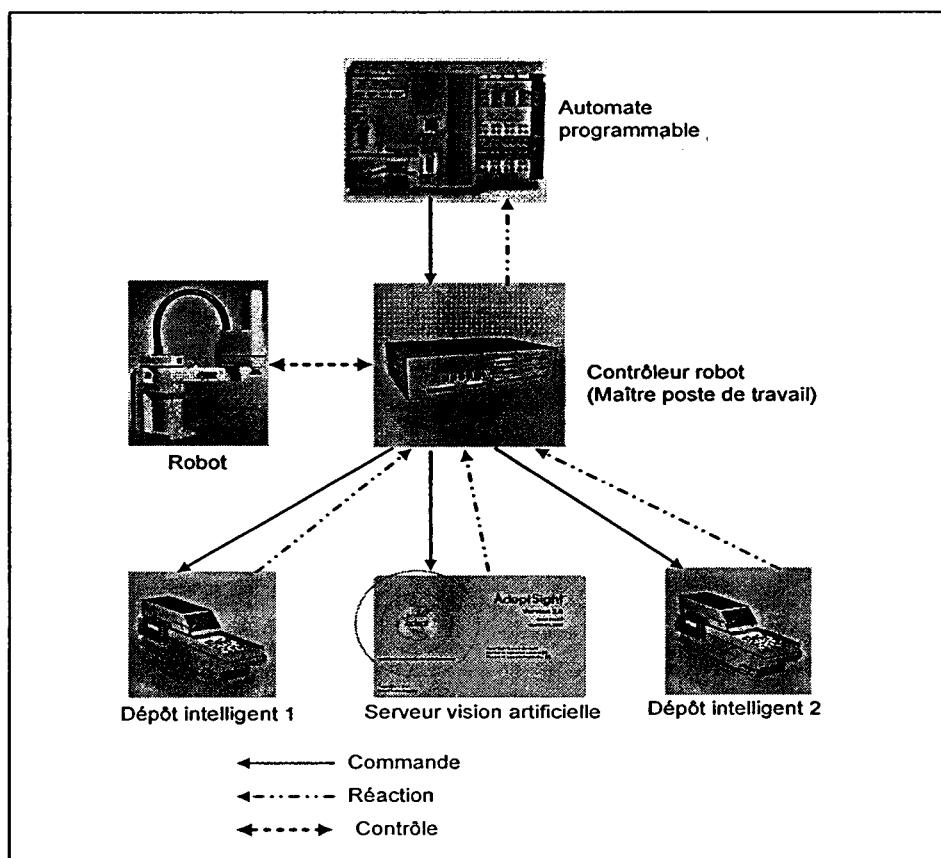 Automate
programmable
Contrôleur robot
(Maître poste de travail)
Robot
AdeptSight
Dépôt intelligent 1
Serveur vision artificielle
Dépôt intelligent 2
Commande
Réaction
Contrôle